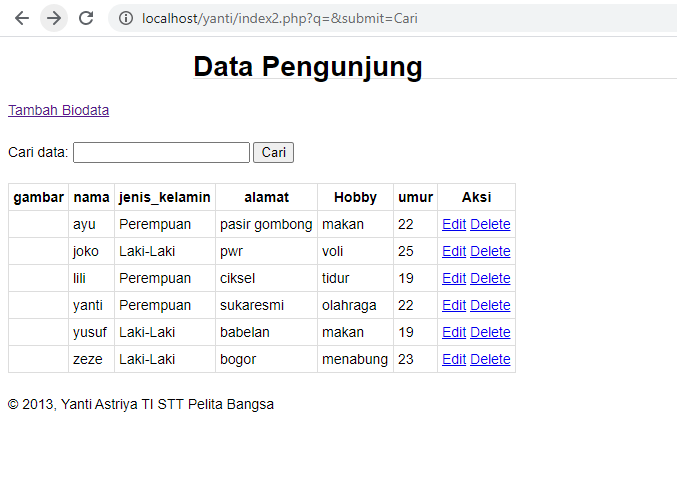 localhost/yanti/index2.php?q=&submit=Cari
Data Pengunjung
Tambah Biodata
Cari data: Cari
gambar nama jenis_kelamin alamat Hobby umur Aksi
ayu Perempuan pasir gombong makan 22 Edit Delete
joko Laki-Laki pwr voli 25 Edit Delete
lili Perempuan ciksel tidur 19 Edit Delete
yanti Perempuan sukaresmi olahraga 22 Edit Delete
yusuf Laki-Laki babelan makan 19 Edit Delete
zeze Laki-Laki bogor menabung 23 Edit Delete
© 2013, Yanti Astriya TI STT Pelita Bangsa